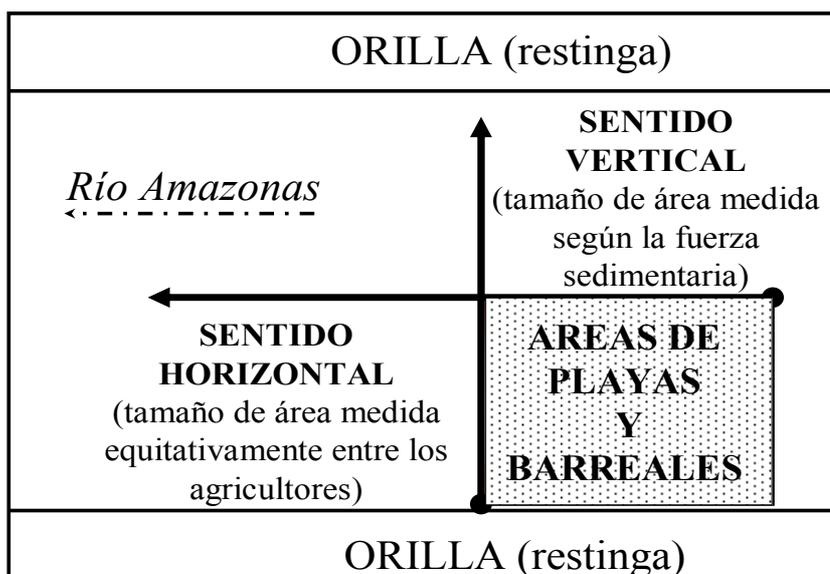 ORILLA (restinga)
SENTIDO
VERTICAL
(tamaño de área medida
según la fuerza
sedimentaria)
Río Amazonas
SENTIDO
HORIZONTAL
(tamaño de área medida
equitativamente entre los
agricultores)
AREAS DE
PLAYAS
Y
BARREALES
ORILLA (restinga)